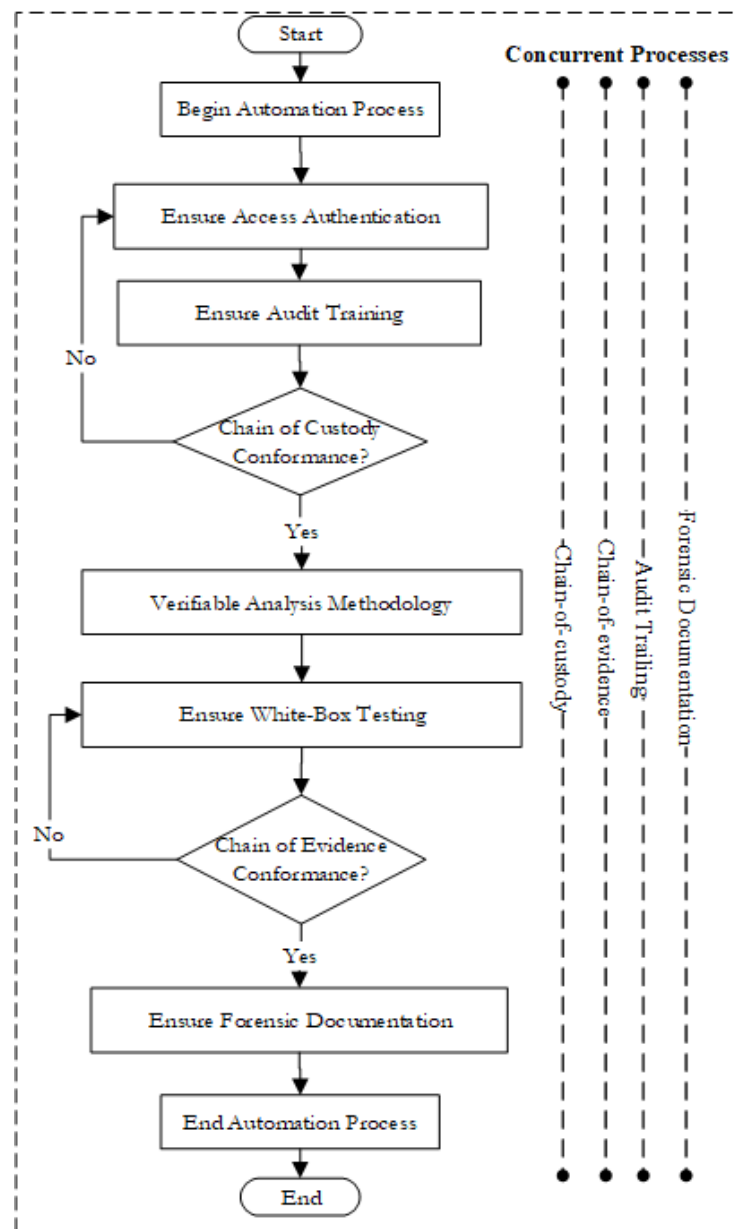 Start
Concurrent Processes
Begin Automation Process
Ensure Access Authentication
Ensure Audit Training
No
Chain of Custody
Conformance?
Yes
Verifiable Analysis Methodology
Ensure White-Box Testing
No
Chain of Evidence
Conformance?
Yes
Ensure Forensic Documentation
End Automation Process
End
Chain-of-custody
Chain-of-evidence
Audit Trailing
Forensic Documentation